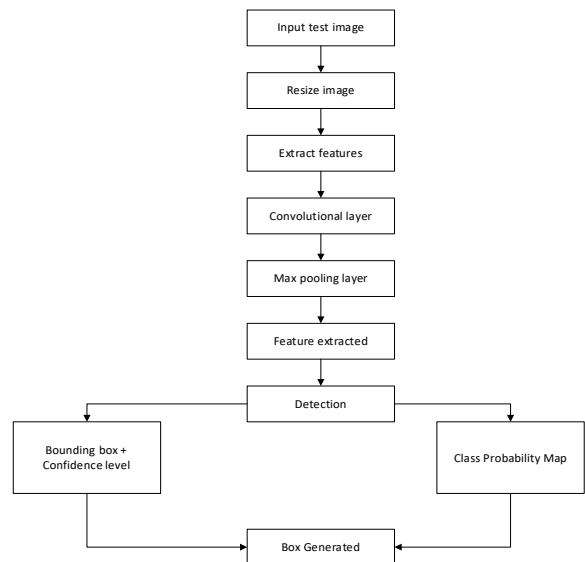 Input test image
Resize image
Extract features
Convolutional layer
Max pooling layer
Feature extracted
Detection
Bounding box +
Confidence level
Class Probability Map
Box Generated